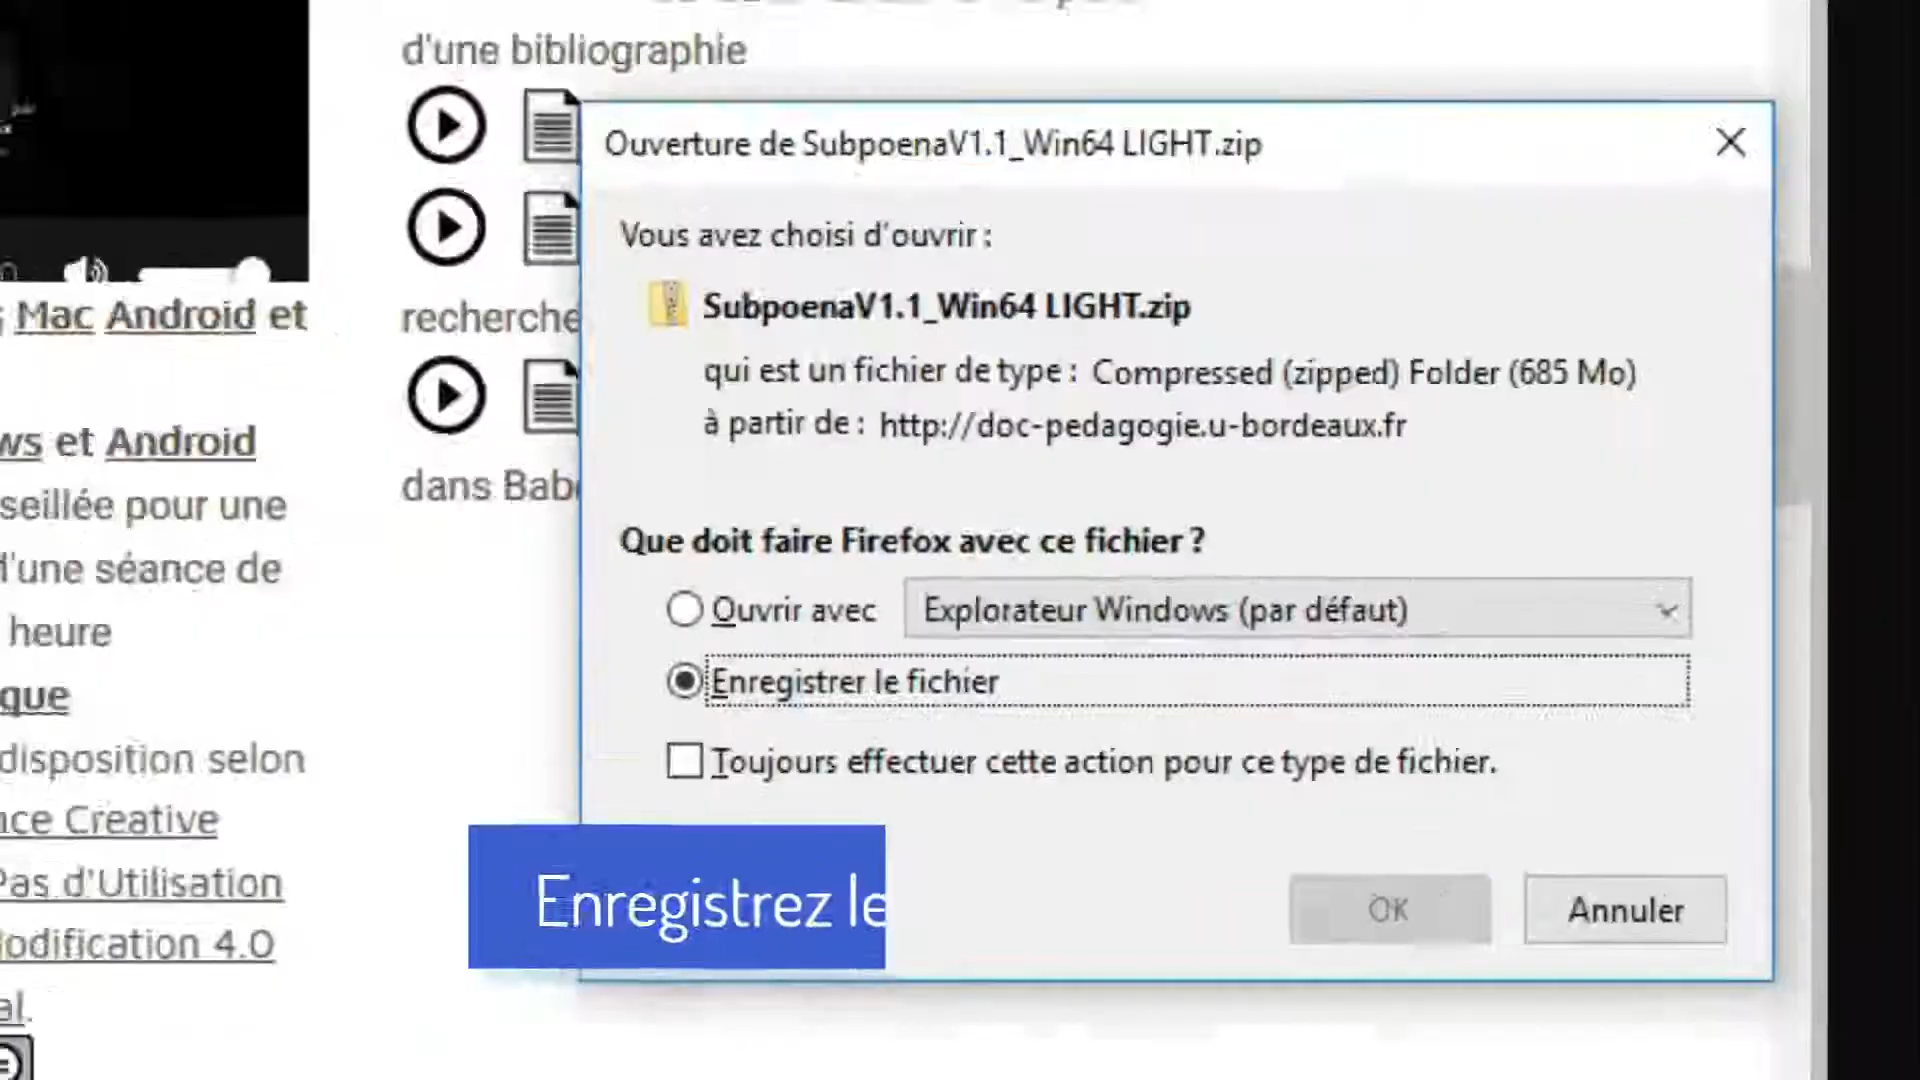 d'une bibliographie
Mac Android et
recherche
ws et Android
dans Bab
seillée pour une
d'une séance de
heure
que
disposition selon
nce Creative
Pas d'Utilisation
odification 4.0
al.
Ouverture de SubpoenaV1.1_Win64 LIGHT.zip
Vous avez choisi d'ouvrir :
SubpoenaV1.1_Win64 LIGHT.zip
qui est un fichier de type : Compressed (zipped) Folder (685 Mo)
à partir de : http://doc-pedagogie.u-bordeaux.fr
Que doit faire Firefox avec ce fichier ?
Ouvrir avec Explorateur Windows (par défaut)
Enregistrer le fichier
Toujours effectuer cette action pour ce type de fichier.
OK Annuler
Enregistrez le